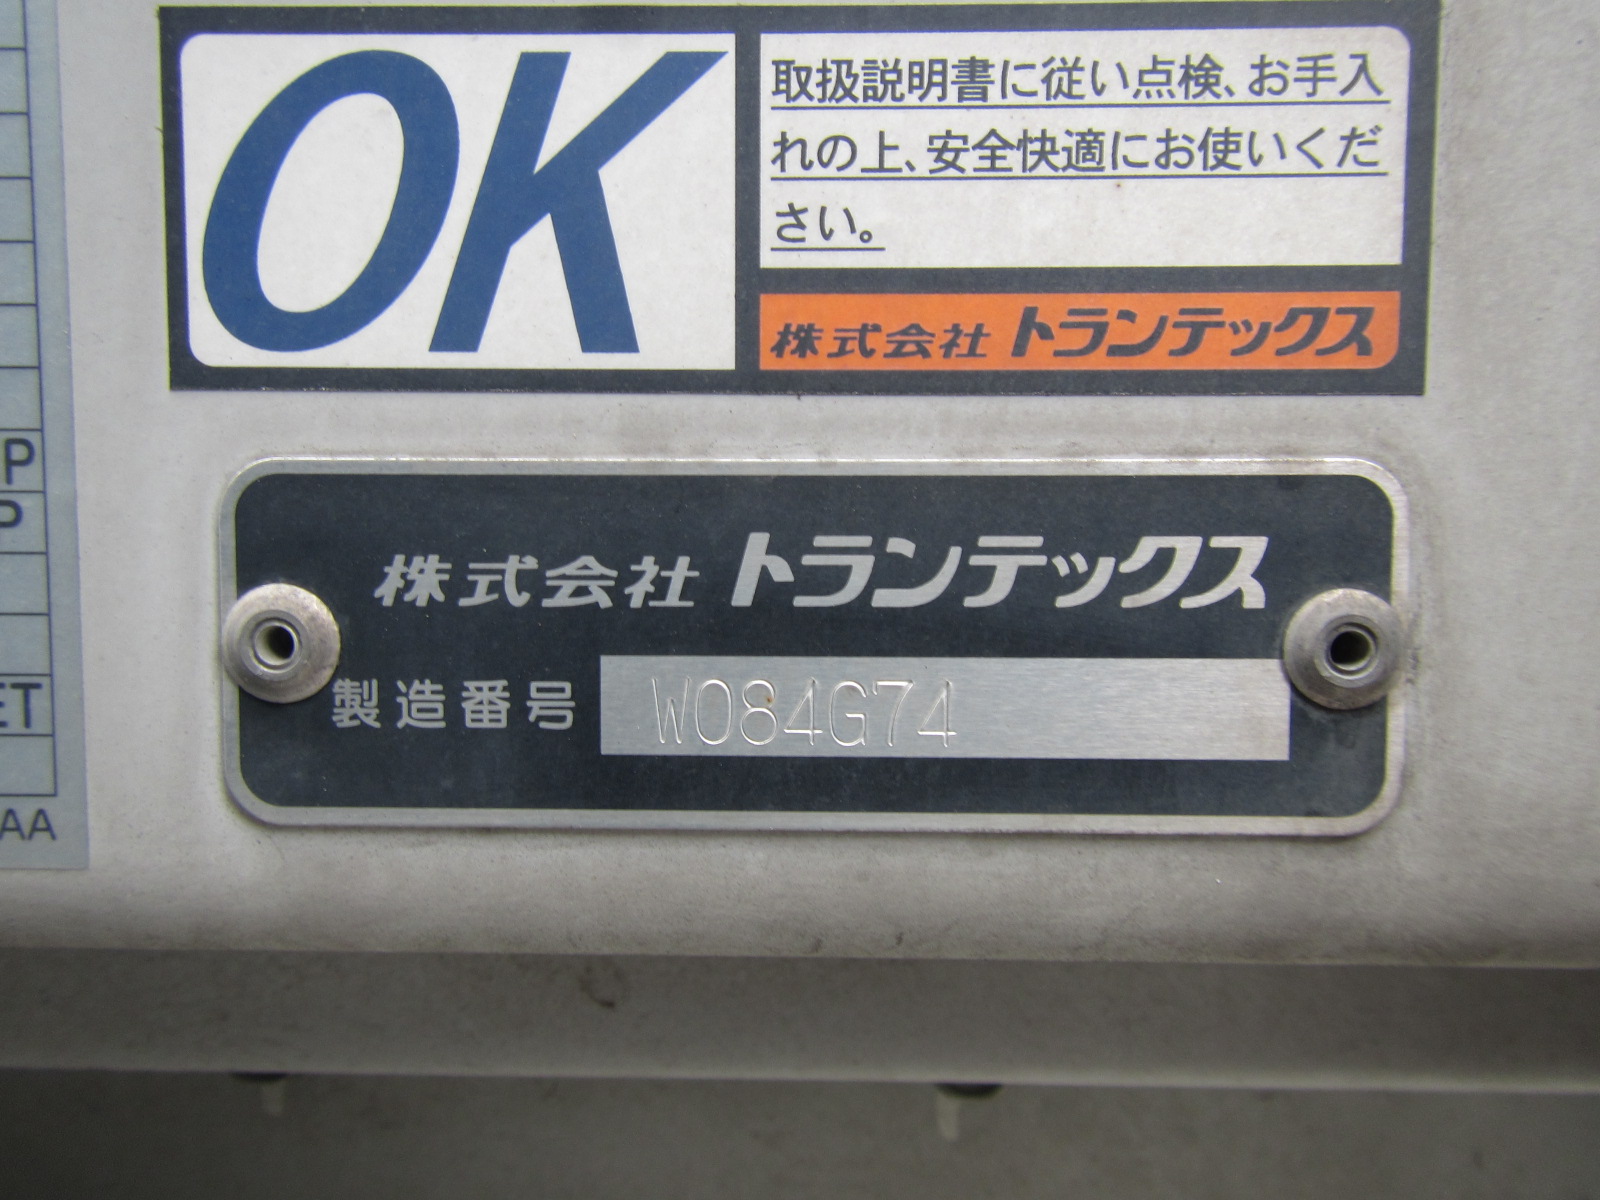 OK
取扱説明書に従い点検、お手入
れの上、安全快適にお使いくだ
さい。
株式会社 トランテックス
P
P
株式会社 トランテックス
製造番号 W084G74
ET
AA